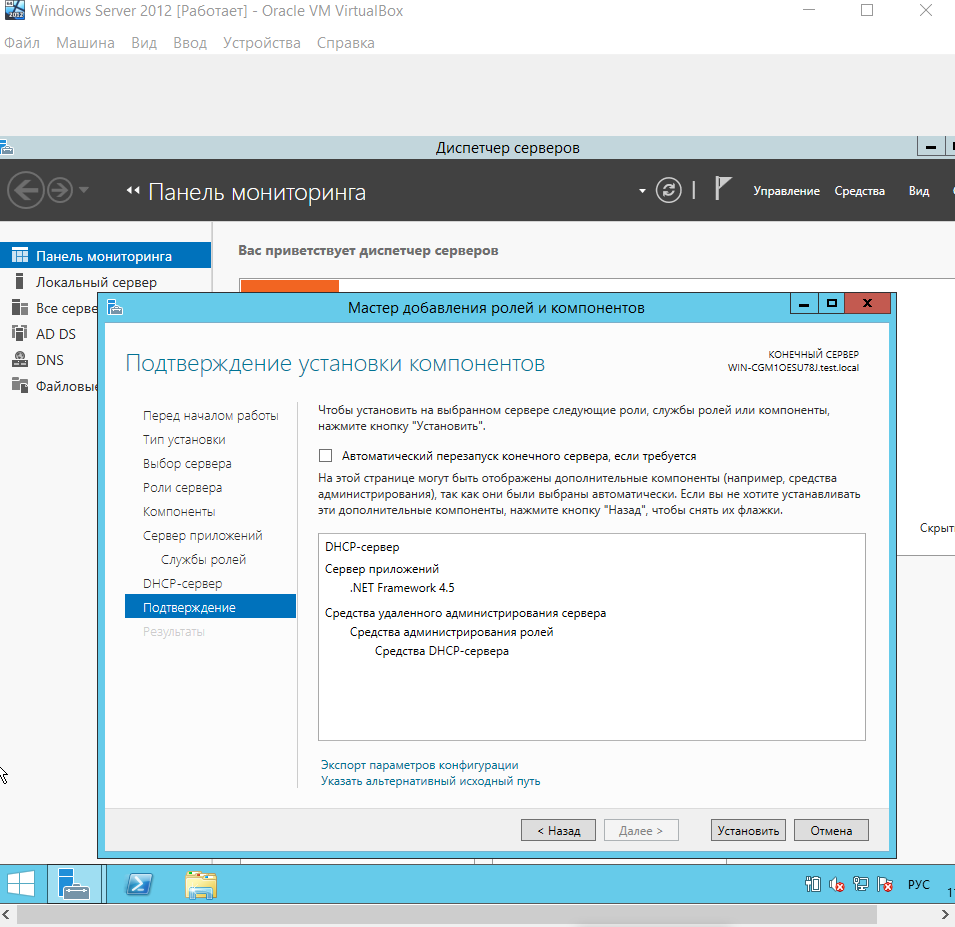 Windows Server 2012 [Работает] - Oracle VM VirtualBox
Файл Машина Вид Ввод Устройства Справка
Диспетчер серверов
Панель мониторинга
Управление Средства Вид
Вас приветствует диспетчер серверов
Панель мониторинга
Локальный сервер
Все серве
AD DS
DNS
Файловые
Скрыт
Мастер добавления ролей и компонентов
Подтверждение установки компонентов
КОНЕЧНЫЙ СЕРВЕР
WIN-CGM1OESU78J.test.local
Перед началом работы
Тип установки
Выбор сервера
Роли сервера
Компоненты
Сервер приложений
Службы ролей
DHCP-сервер
Подтверждение
Результаты
Чтобы установить на выбранном сервере следующие роли, службы ролей или компоненты,
нажмите кнопку "Установить".
Автоматический перезапуск конечного сервера, если требуется
На этой странице могут быть отображены дополнительные компоненты (например, средства
администрирования), так как они были выбраны автоматически. Если вы не хотите устанавливать
эти дополнительные компоненты, нажмите кнопку "Назад", чтобы снять их флажки.
DHCP-сервер
Сервер приложений
.NET Framework 4.5
Средства удаленного администрирования сервера
Средства администрирования ролей
Средства DHCP-сервера
Экспорт параметров конфигурации
Указать альтернативный исходный путь
< Назад Далее > Установить Отмена
РУС